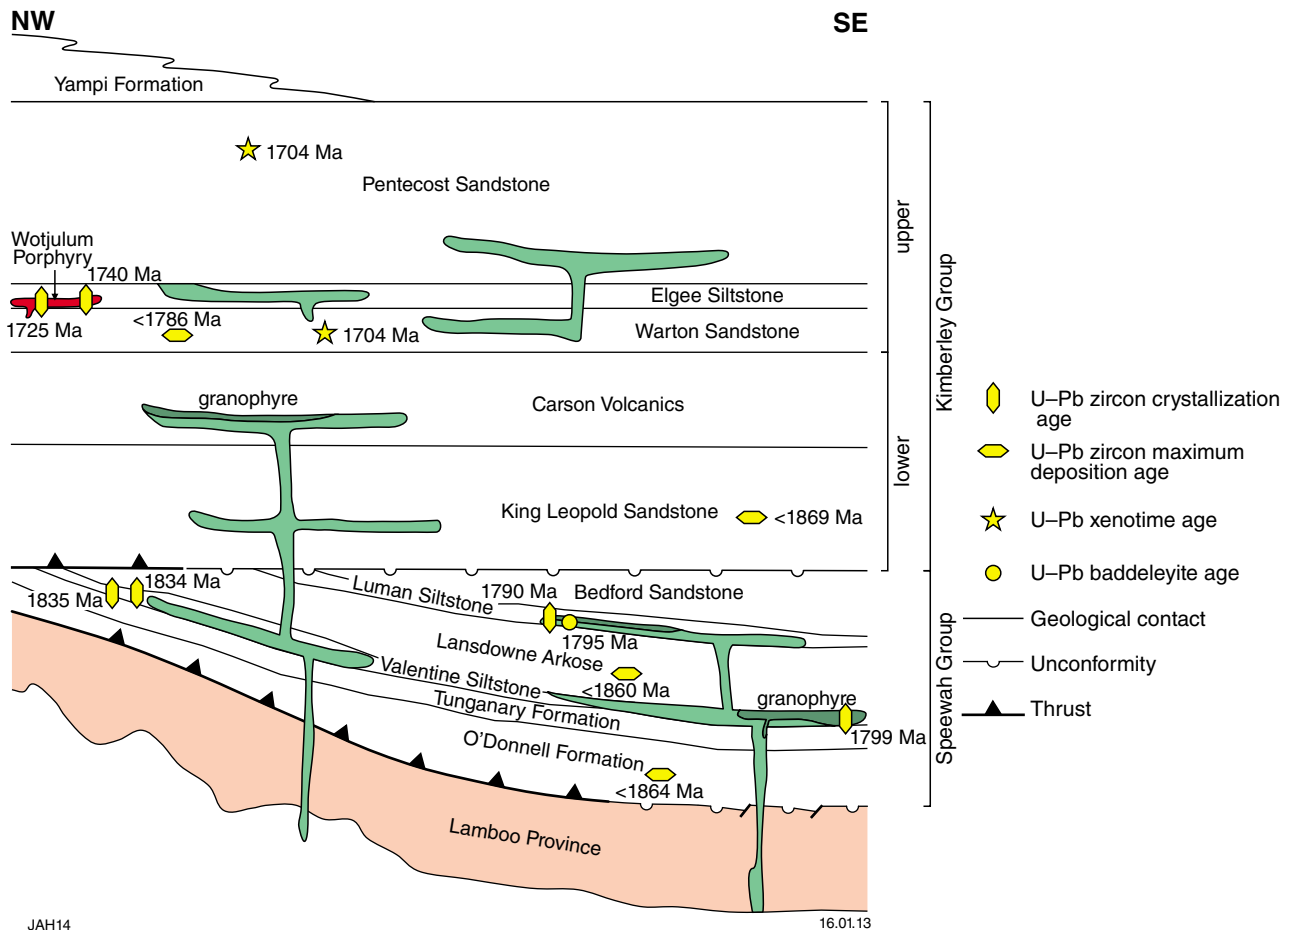 NW
SE
Yampi Formation
1704 Ma
Pentecost Sandstone
upper
Wotjulum
Porphyry
1740 Ma
Elgee Siltstone
1725 Ma
<1786 Ma
1704 Ma
Warton Sandstone
Kimberley Group
granophyre
Carson Volcanics
lower
King Leopold Sandstone
<1869 Ma
1834 Ma
1835 Ma
Luman Siltstone
1790 Ma
Bedford Sandstone
1795 Ma
Lansdowne Arkose
<1860 Ma
Valentine Siltstone
granophyre
Tunganary Formation
1799 Ma
O'Donnell Formation
<1864 Ma
Speewah Group
Lamboo Province
U–Pb zircon crystallization
age
U–Pb zircon maximum
deposition age
U–Pb xenotime age
U–Pb baddeleyite age
Geological contact
Unconformity
Thrust
JAH14
16.01.13